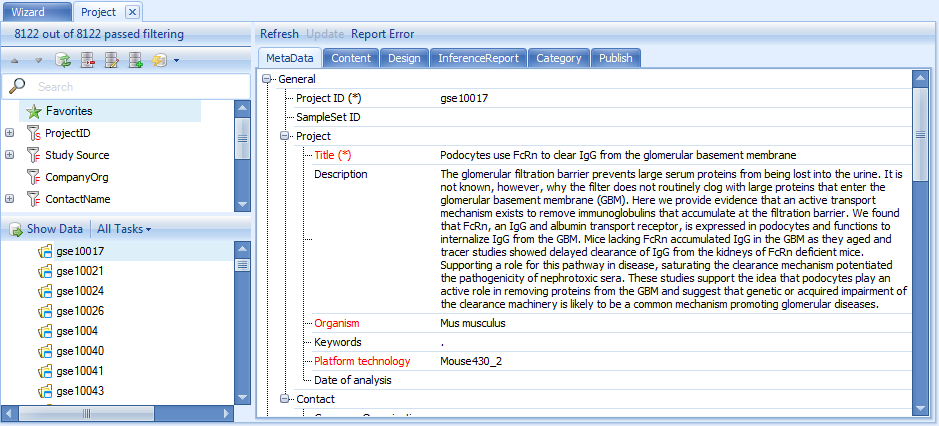 Wizard
Project
8122 out of 8122 passed filtering
Search
Favorites
ProjectID
Study Source
CompanyOrg
ContactName
Show Data All Tasks
gse10017
gse10021
gse10024
gse10026
gse1004
gse10040
gse10041
gse10043
Refresh Update Report Error
MetaData Content Design InferenceReport Category Publish
General
Project ID (*) gse10017
SampleSet ID
Project
Title (*) Podocytes use FcRn to clear IgG from the glomerular basement membrane
Description The glomerular filtration barrier prevents large serum proteins from being lost into the urine. It is
not known, however, why the filter does not routinely clog with large proteins that enter the
glomerular basement membrane (GBM). Here we provide evidence that an active transport
mechanism exists to remove immunoglobulins that accumulate at the filtration barrier. We found
that FcRn, an IgG and albumin transport receptor, is expressed in podocytes and functions to
internalize IgG from the GBM. Mice lacking FcRn accumulated IgG in the GBM as they aged and
tracer studies showed delayed clearance of IgG from the kidneys of FcRn deficient mice.
Supporting a role for this pathway in disease, saturating the clearance mechanism potentiated
the pathogenicity of nephrotoxic sera. These studies support the idea that podocytes play an
active role in removing proteins from the GBM and suggest that genetic or acquired impairment of
the clearance machinery is likely to be a common mechanism promoting glomerular diseases.
Organism Mus musculus
Keywords .
Platform technology Mouse430_2
Date of analysis
Contact